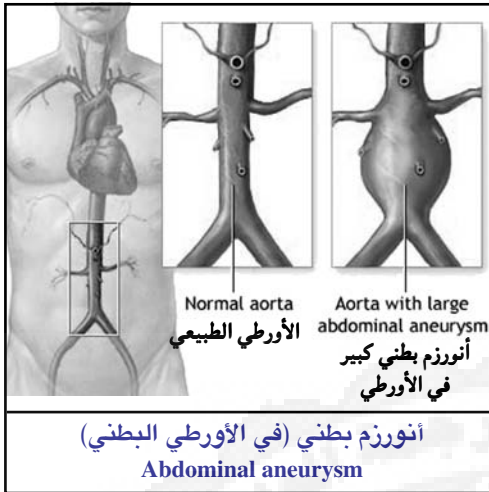 Normal aorta
الأورطي الطبيعي
Aorta with large
abdominal aneurysm
أنورزم بطني كبير
في الأورطي
أنورزم بطني (في الأورطي البطني)
Abdominal aneurysm